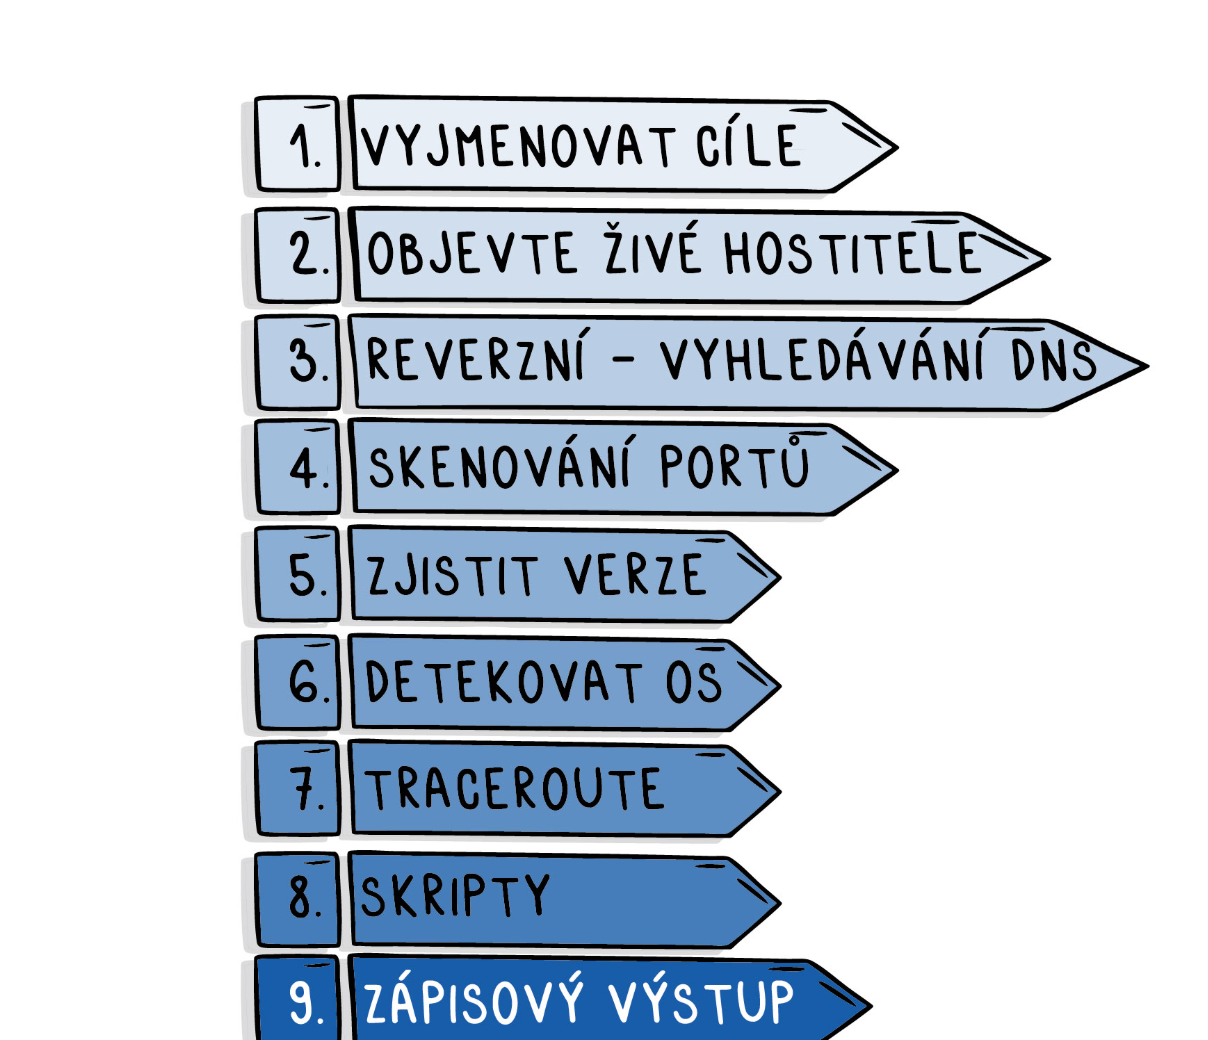 1. VYJMENOVAT CÍLE
2. OBJEVTE ŽIVÉ HOSTITELE
3. REVERZNÍ - VYHLEDÁVÁNÍ DNS
4. SKENOVÁNÍ PORTŮ
5. ZJISTIT VERZE
6. DETEKOVAT OS
7. TRACEROUTE
8. SKRIPTY
9. ZÁPISOVÝ VÝSTUP